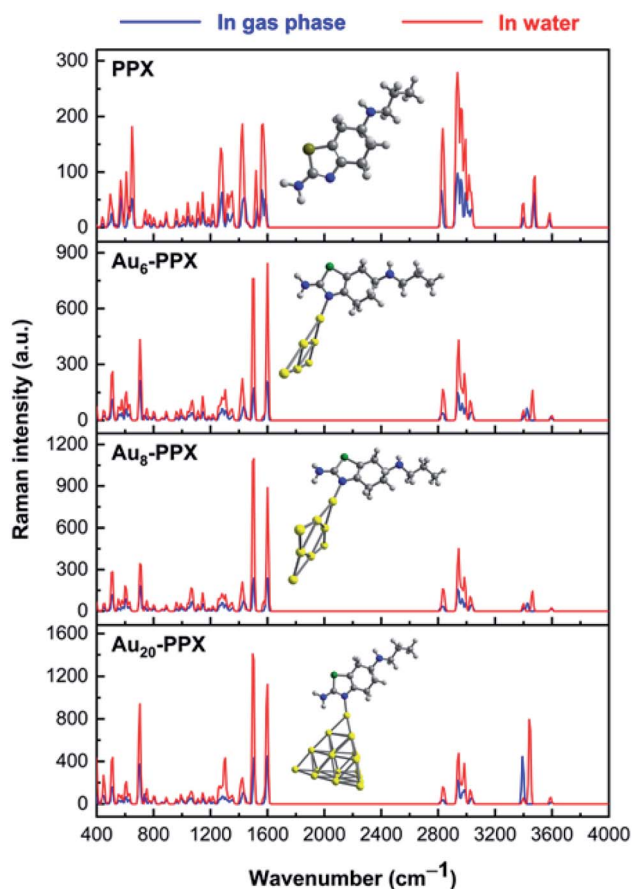 In gas phase In water
PPX
300
200
100
0
Au₆-PPX
900
600
300
0
Au₈-PPX
1200
900
600
300
0
Au₂₀-PPX
1600
1200
800
400
0
400 800 1200 1600 2000 2400 2800 3200 3600 4000
Raman intensity (a.u.)
Wavenumber (cm⁻¹)